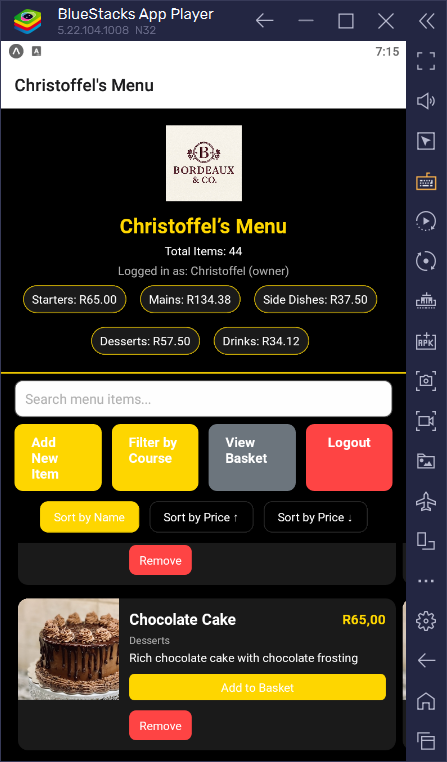 BlueStacks App Player
5.22.104.1008 N32
A
7:15
Christoffel's Menu
BORDEAUX
& CO.
Christoffel’s Menu
Total Items: 44
Logged in as: Christoffel (owner)
Starters: R65.00 Mains: R134.38 Side Dishes: R37.50
Desserts: R57.50 Drinks: R34.12
Search menu items...
Add New Item
Filter by Course
View Basket
Logout
Sort by Name Sort by Price ↑ Sort by Price ↓
Remove
Chocolate Cake R65,00
Desserts
Rich chocolate cake with chocolate frosting
Add to Basket
Remove